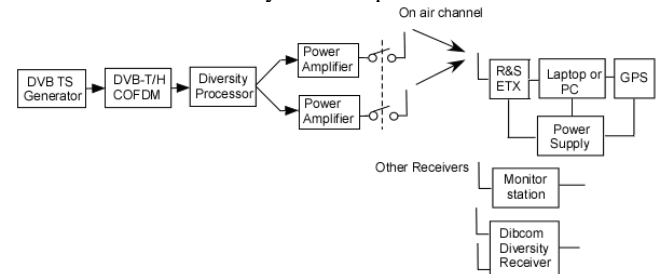 On air channel
DVB TS
Generator
DVB-T/H
COFDM
Diversity
Processor
Power
Amplifier
Power
Amplifier
R&S
ETX
Laptop or
PC
GPS
Power
Supply
Other Receivers
Monitor
station
Dibcom
Diversity
Receiver